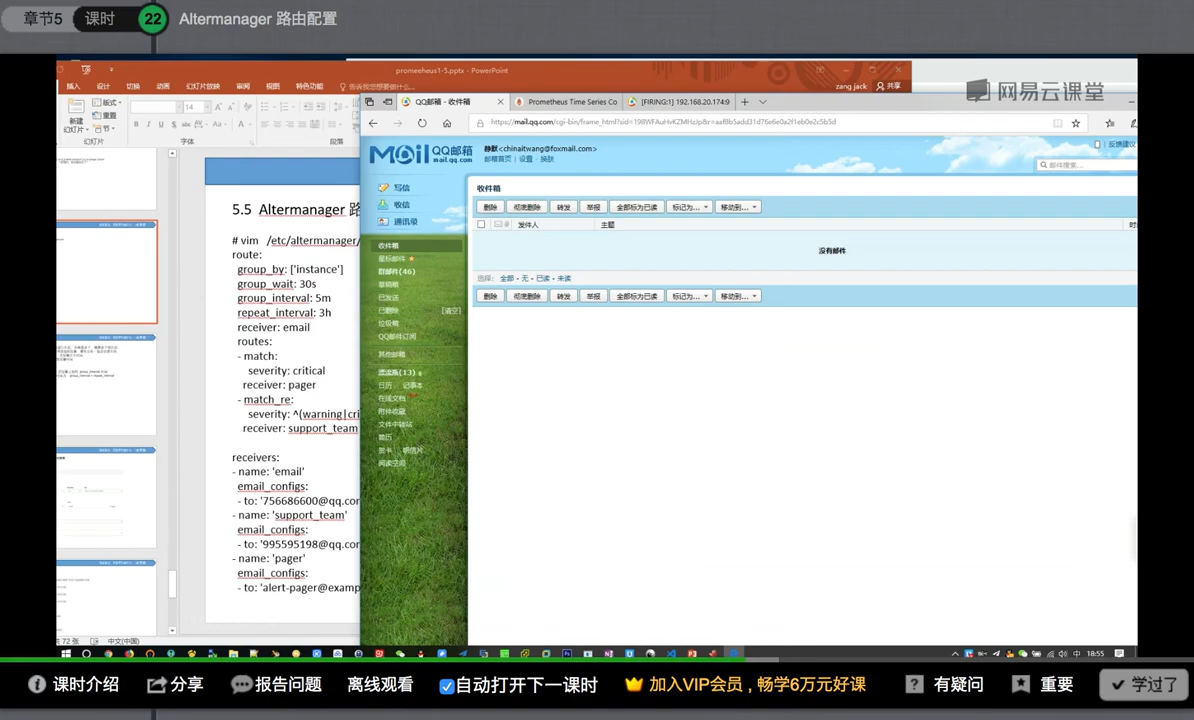 章节5 课时 22 Altermanager 路由配置
promeeheus1-5.pptx - PowerPoint
插入 设计 切换 动画 幻灯片放映 审阅 视图 特色功能 告诉我您想要做什么...
zang jack 共享
网易云课堂
新建
幻灯片
版式
重置
节
14
B I U S
幻灯片 字体 段落
QQ邮箱 - 收件箱
Prometheus Time Series Co
[FIRING:1] 192.168.20.174:9
Mail QQ邮箱
mail.qq.com
静默<chinaitwang@foxmail.com>
邮箱首页 | 设置 - 换肤
反馈建议
邮件搜索...
写信
收信
通讯录
收件箱
星标邮件
群邮件(46)
草稿箱
已发送
已删除 [清空]
垃圾箱
QQ邮件订阅
其他邮箱
漂流瓶(13)
日历 记事本
在线文档
附件收藏
文件中转站
简历
贺卡 明信片
阅读空间
收件箱
删除 彻底删除 转发 举报 全部标为已读 标记为... 移动到...
发件人 主题 时
没有邮件
选择: 全部 - 无 - 已读 - 未读
删除 彻底删除 转发 举报 全部标为已读 标记为... 移动到...
5.5 Altermanager 路
# vim /etc/altermanager/
route:
group_by: ['instance']
group_wait: 30s
group_interval: 5m
repeat_interval: 3h
receiver: email
routes:
- match:
severity: critical
receiver: pager
- match_re:
severity: ^(warning|cri
receiver: support_team
receivers:
- name: 'email'
email_configs:
- to: '756686600@qq.cor
- name: 'support_team'
email_configs:
- to: '995595198@qq.cor
- name: 'pager'
email_configs:
- to: 'alert-pager@examp
共 72 张 中文(中国)
中 18:55
课时介绍 分享 报告问题 离线观看 自动打开下一课时 加入VIP会员，畅学6万元好课 ? 有疑问 重要 学过了